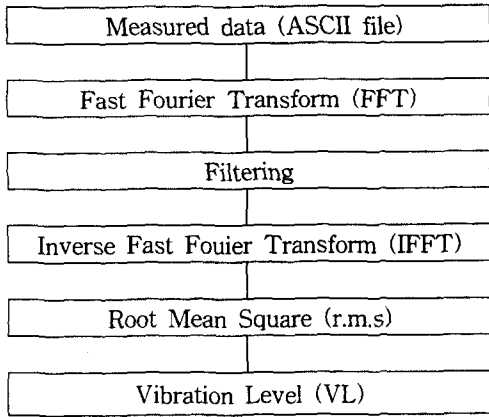 Measured data (ASCII file)
Fast Fourier Transform (FFT)
Filtering
Inverse Fast Fouier Transform (IFFT)
Root Mean Square (r.m.s)
Vibration Level (VL)